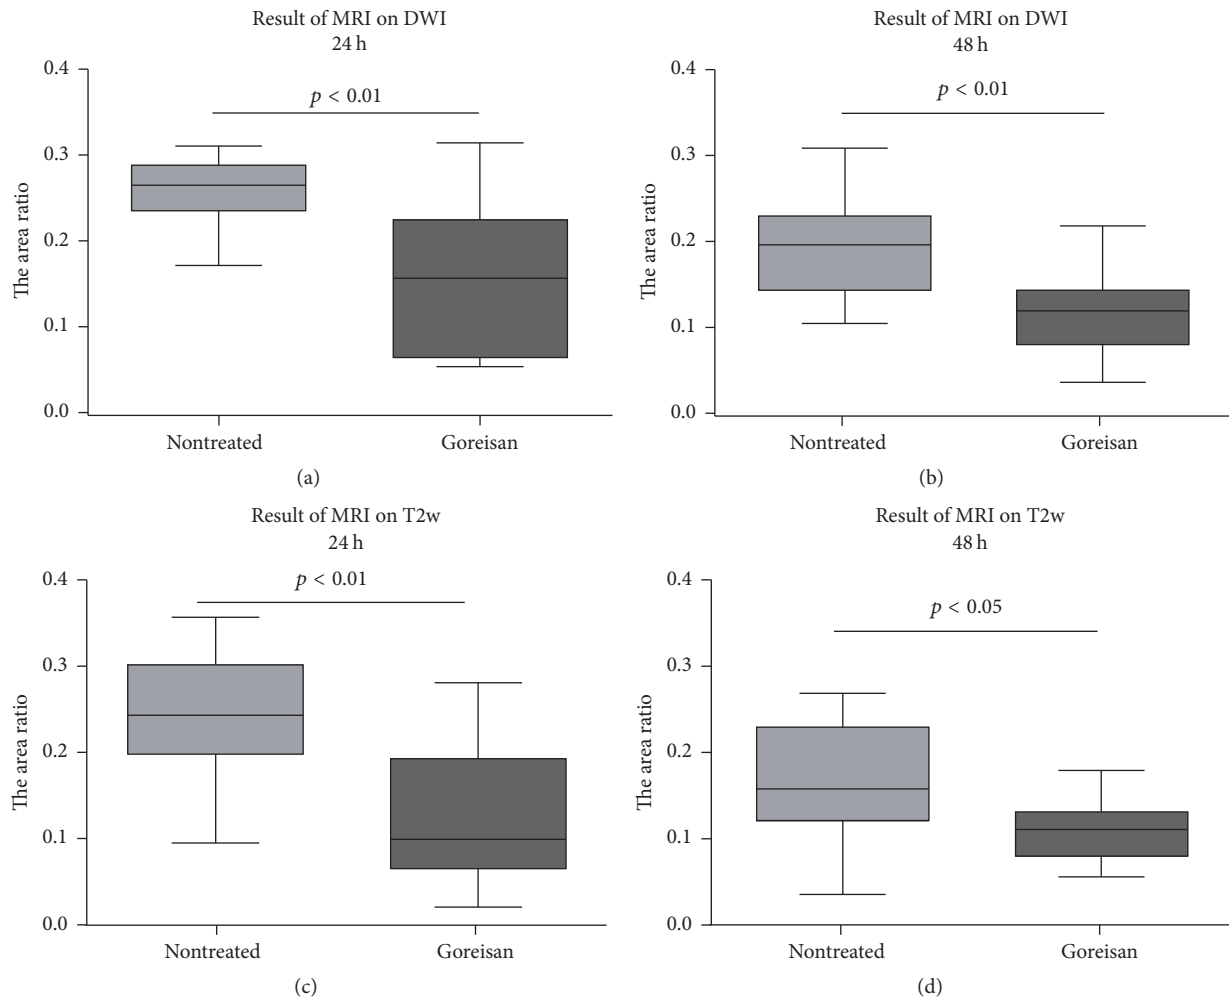 Result of MRI on DWI
24 h
The area ratio
0.4
0.3
0.2
0.1
0.0
p < 0.01
Nontreated
Goreisan
(a)
Result of MRI on DWI
48 h
The area ratio
0.4
0.3
0.2
0.1
0.0
p < 0.01
Nontreated
Goreisan
(b)
Result of MRI on T2w
24 h
The area ratio
0.4
0.3
0.2
0.1
0.0
p < 0.01
Nontreated
Goreisan
(c)
Result of MRI on T2w
48 h
The area ratio
0.4
0.3
0.2
0.1
0.0
p < 0.05
Nontreated
Goreisan
(d)